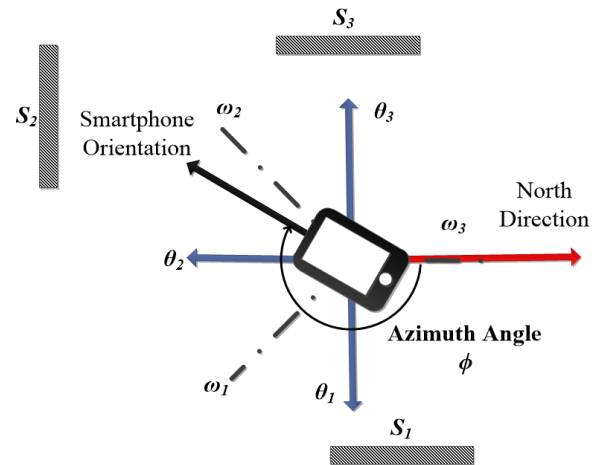 S3
S2
ω2
θ3
Smartphone
Orientation
North
Direction
ω3
θ2
Azimuth Angle
ϕ
ω1
θ1
S1